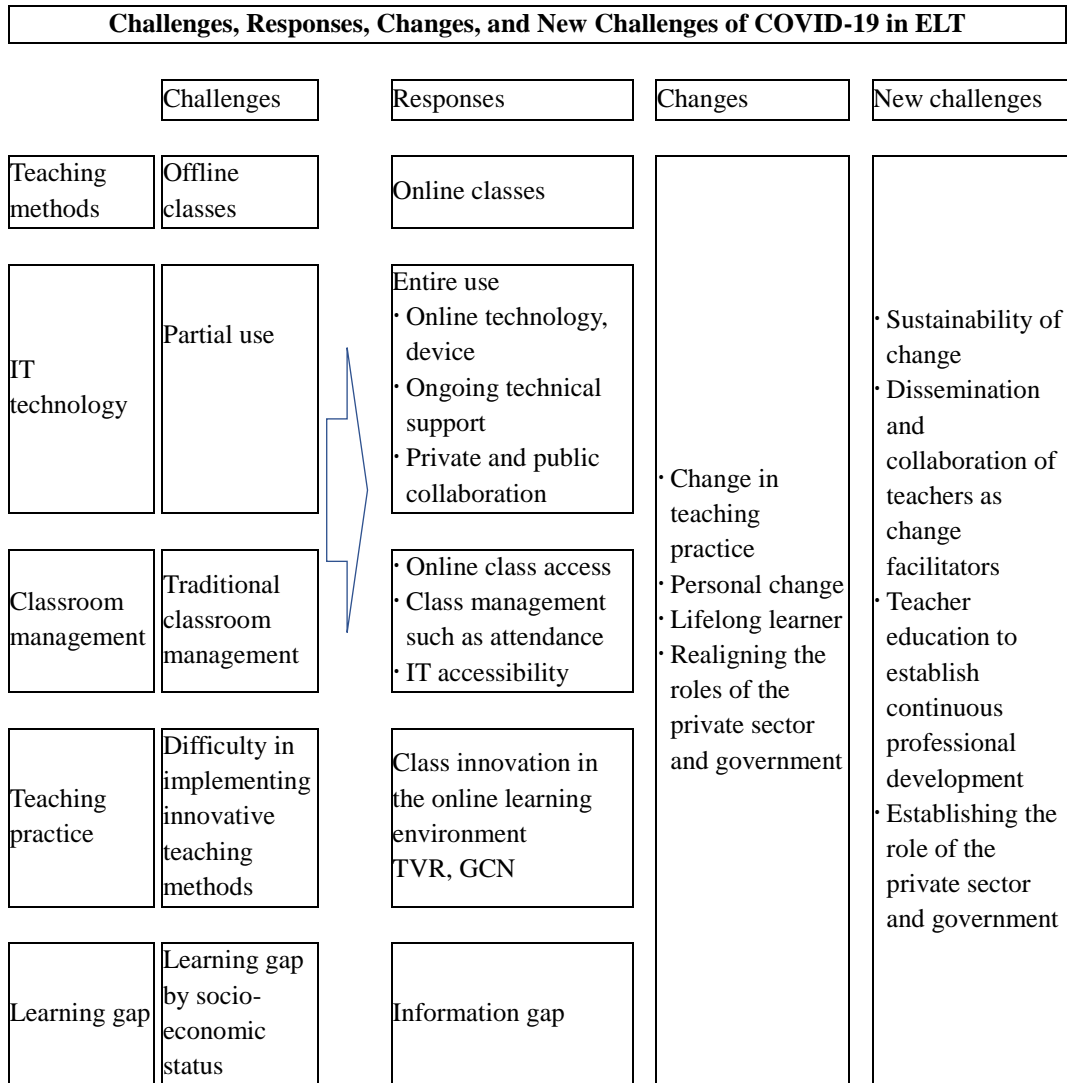 Challenges, Responses, Changes, and New Challenges of COVID-19 in ELT
Challenges
Responses
Changes
New challenges
Teaching
methods
Offline
classes
Online classes
IT
technology
Partial use
Entire use
· Online technology,
device
· Ongoing technical
support
· Private and public
collaboration
Classroom
management
Traditional
classroom
management
· Online class access
· Class management
such as attendance
· IT accessibility
Teaching
practice
Difficulty in
implementing
innovative
teaching
methods
Class innovation in
the online learning
environment
TVR, GCN
Learning gap
Learning gap
by socio-
economic
status
Information gap
· Change in
teaching
practice
· Personal change
· Lifelong learner
· Realigning the
roles of the
private sector
and government
· Sustainability of
change
· Dissemination
and
collaboration of
teachers as
change
facilitators
· Teacher
education to
establish
continuous
professional
development
· Establishing the
role of the
private sector
and government